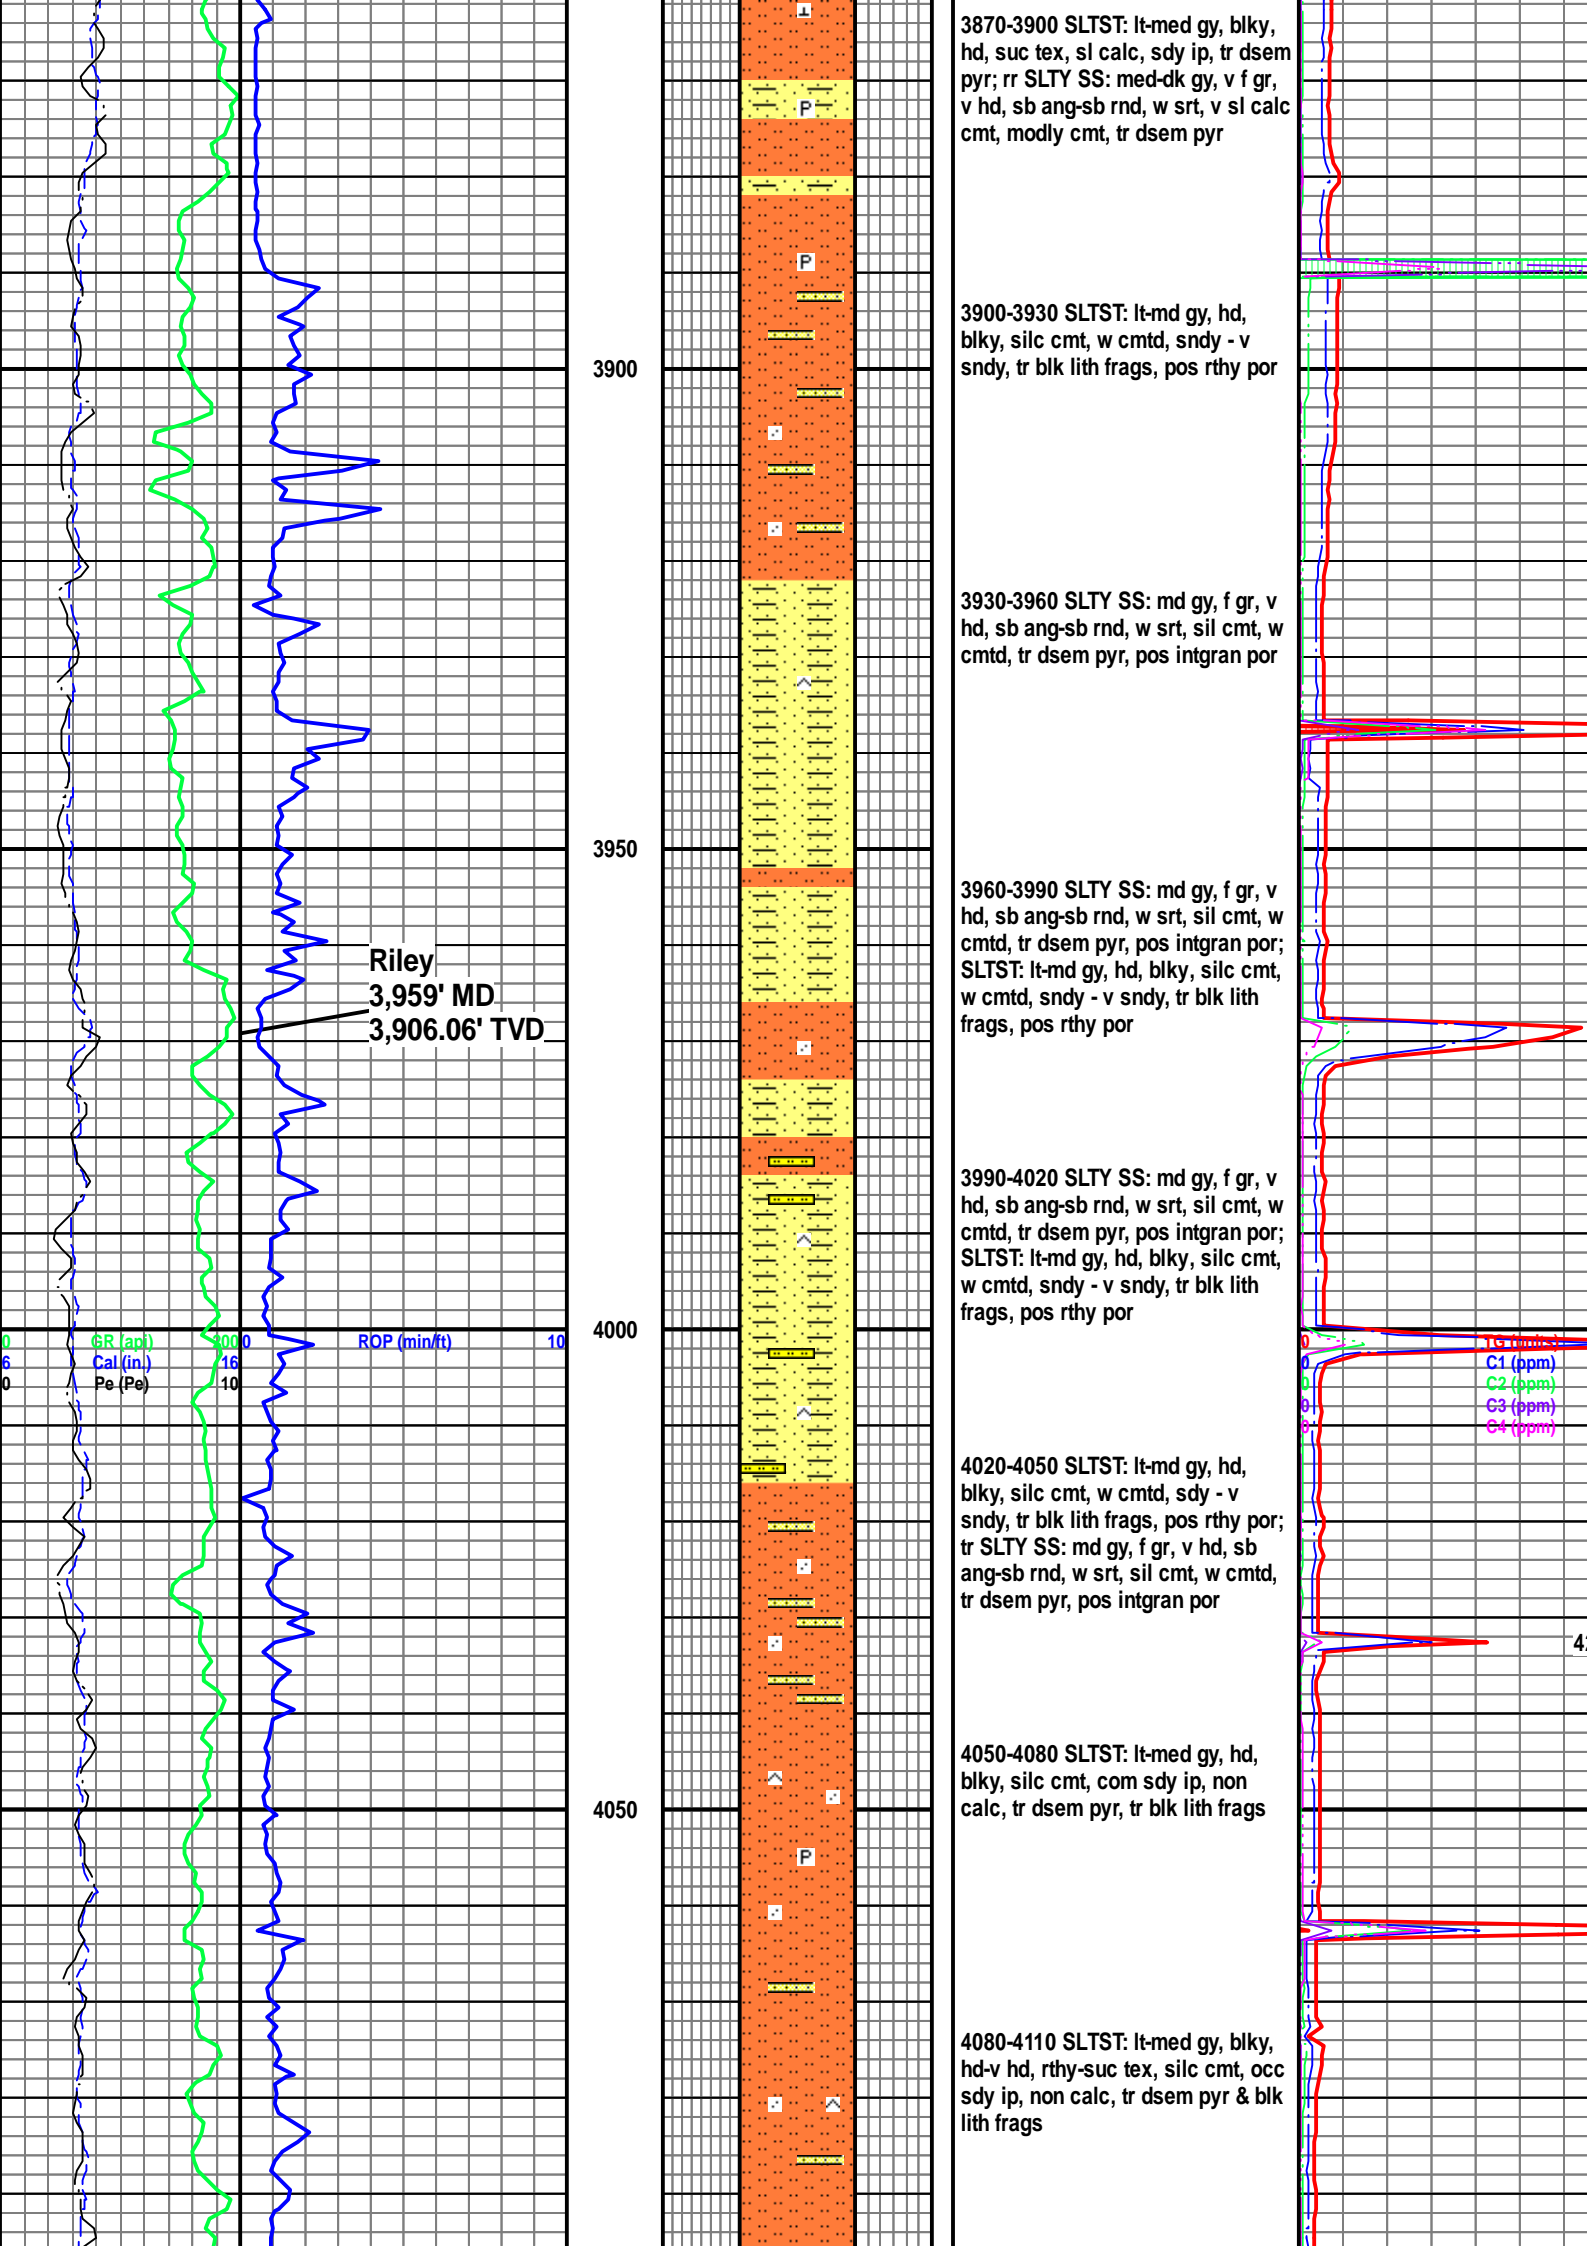 3870-3900 SLTST: lt-med gy, blky,
hd, suc tex, sl calc, sdy ip, tr dsem
pyr; rr SLTY SS: med-dk gy, v f gr,
v hd, sb ang-sb rnd, w srt, v sl calc
cmt, modly cmt, tr dsem pyr
P
P
3900-3930 SLTST: lt-md gy, hd,
blky, silc cmt, w cmtd, sndy - v
sndy, tr blk lith frags, pos rthy por
3900
3930-3960 SLTY SS: md gy, f gr, v
hd, sb ang-sb rnd, w srt, sil cmt, w
cmtd, tr dsem pyr, pos intgran por
3950
3960-3990 SLTY SS: md gy, f gr, v
hd, sb ang-sb rnd, w srt, sil cmt, w
cmtd, tr dsem pyr, pos intgran por;
SLTST: lt-md gy, hd, blky, silc cmt,
w cmtd, sndy - v sndy, tr blk lith
frags, pos rthy por
Riley
3,959' MD
3,906.06' TVD
3990-4020 SLTY SS: md gy, f gr, v
hd, sb ang-sb rnd, w srt, sil cmt, w
cmtd, tr dsem pyr, pos intgran por;
SLTST: lt-md gy, hd, blky, silc cmt,
w cmtd, sndy - v sndy, tr blk lith
frags, pos rthy por
4000
0 GR (api) 200 0 ROP (min/ft) 10
6 Cal (in.) 16
0 Pe (Pe) 10
0 TG (units)
0 C1 (ppm)
0 C2 (ppm)
0 C3 (ppm)
0 C4 (ppm)
4020-4050 SLTST: lt-md gy, hd,
blky, silc cmt, w cmtd, sdy - v
sndy, tr blk lith frags, pos rthy por;
tr SLTY SS: md gy, f gr, v hd, sb
ang-sb rnd, w srt, sil cmt, w cmtd,
tr dsem pyr, pos intgran por
4050-4080 SLTST: lt-med gy, hd,
blky, silc cmt, com sdy ip, non
calc, tr dsem pyr, tr blk lith frags
4050
P
4080-4110 SLTST: lt-med gy, blky,
hd-v hd, rthy-suc tex, silc cmt, occ
sdy ip, non calc, tr dsem pyr & blk
lith frags